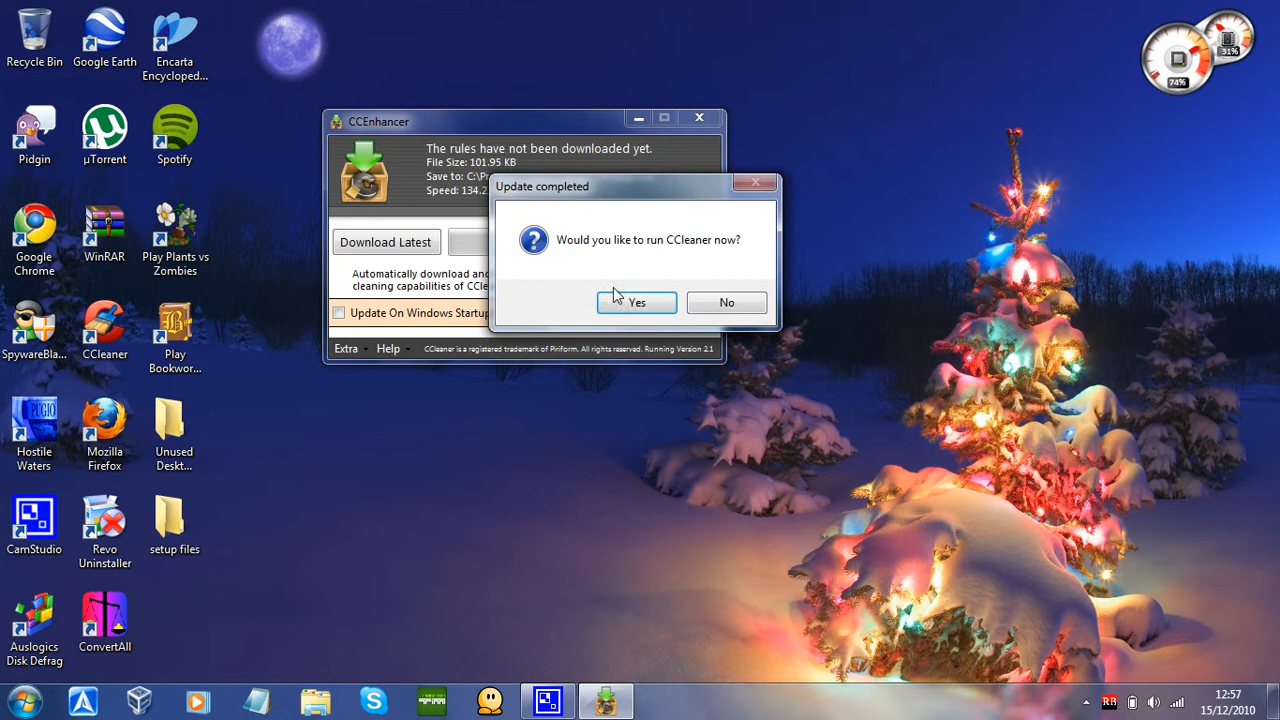 Recycle Bin
Google Earth
Encarta
Encycloped...
Pidgin
µTorrent
Spotify
Google
Chrome
WinRAR
Play Plants vs
Zombies
SpywareBla...
CCleaner
Play
Bookwor...
PUGIO
Hostile
Waters
Mozilla
Firefox
Unused
Deskt...
CamStudio
Revo
Uninstaller
setup files
Auslogics
Disk Defrag
ConvertAll
CCEnhancer
The rules have not been downloaded yet.
File Size: 101.95 KB
Save to: C:\Pr
Speed: 134.2
Download Latest
Automatically download and
cleaning capabilities of CCle
Update On Windows Startup
Extra
Help
CCleaner is a registered trademark of Piriform. All rights reserved. Running Version 2.1
Update completed
Would you like to run CCleaner now?
Yes
No
31%
74%
RB
12:57
15/12/2010